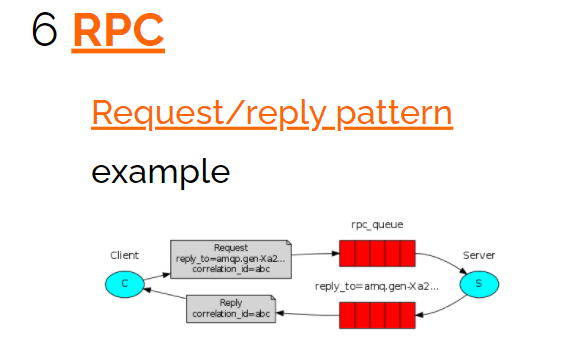 6 RPC
Request/reply pattern
example
rpc_queue
Client
Request
reply_to=amqp.gen-Xa2...
correlation_id=abc
Server
C
S
reply_to=amq.gen-Xa2...
Reply
correlation_id=abc